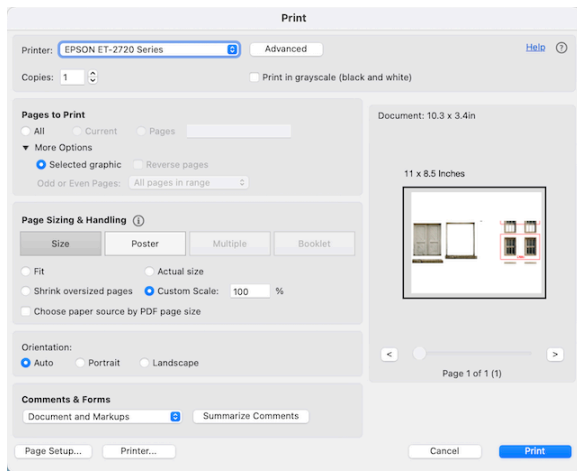 Print
Printer: EPSON ET-2720 Series Advanced Help ?
Copies: 1 Print in grayscale (black and white)
Pages to Print
All Current Pages
More Options
Selected graphic Reverse pages
Odd or Even Pages: All pages in range
Page Sizing & Handling i
Size Poster Multiple Booklet
Fit Actual size
Shrink oversized pages Custom Scale: 100 %
Choose paper source by PDF page size
Orientation:
Auto Portrait Landscape
Comments & Forms
Document and Markups Summarize Comments
Document: 10.3 x 3.4in
11 x 8.5 Inches
< >
Page 1 of 1 (1)
Page Setup... Printer... Cancel Print